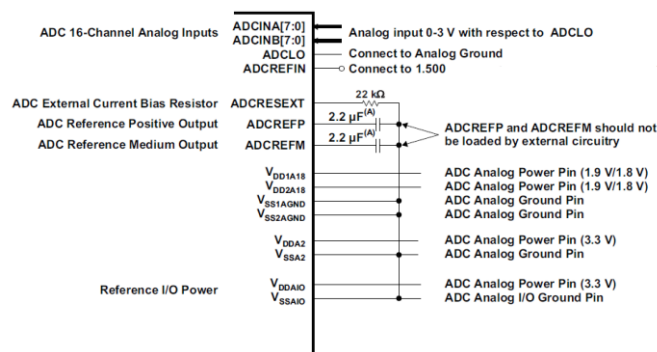 ADCINA[7:0]
ADC 16-Channel Analog Inputs ADCINB[7:0] Analog input 0-3 V with respect to ADCLO
ADCLO Connect to Analog Ground
ADCREFIN Connect to 1.500
22 kΩ
ADC External Current Bias Resistor ADCRESEXT
ADC Reference Positive Output ADCREFP 2.2 µF(A)
ADC Reference Medium Output ADCREFM 2.2 µF(A)
ADCREFP and ADCREFM should not
be loaded by external circuitry
VDD1A18 ADC Analog Power Pin (1.9 V/1.8 V)
VDD2A18 ADC Analog Power Pin (1.9 V/1.8 V)
VSS1AGND ADC Analog Ground Pin
VSS2AGND ADC Analog Ground Pin
VDDA2 ADC Analog Power Pin (3.3 V)
VSSA2 ADC Analog Ground Pin
Reference I/O Power VDDAIO ADC Analog Power Pin (3.3 V)
VSSAIO ADC Analog I/O Ground Pin